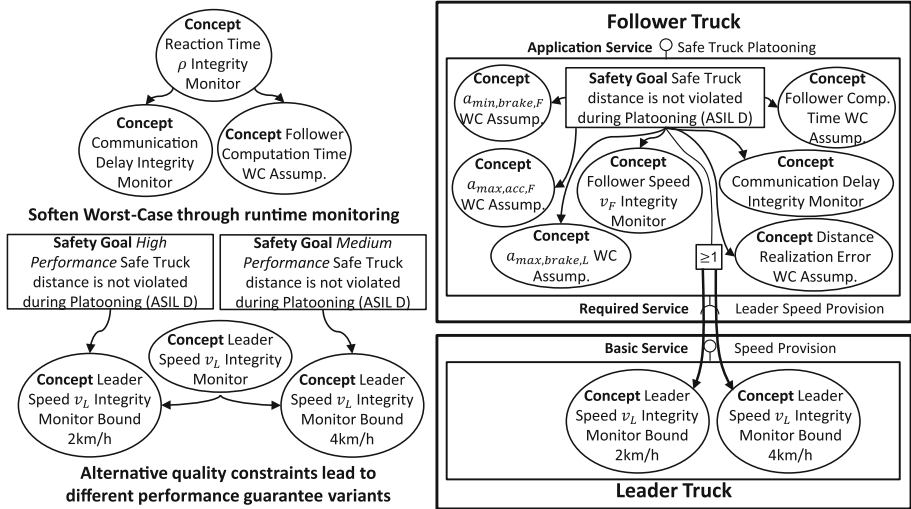 Concept
Reaction Time
ρ Integrity
Monitor
Concept
Communication
Delay Integrity
Monitor
Concept Follower
Computation Time
WC Assump.
Soften Worst-Case through runtime monitoring
Safety Goal High
Performance Safe Truck
distance is not violated
during Platooning (ASIL D)
Safety Goal Medium
Performance Safe Truck
distance is not violated
during Platooning (ASIL D)
Concept Leader
Speed v_L Integrity
Monitor
Concept Leader
Speed v_L Integrity
Monitor Bound
2km/h
Concept Leader
Speed v_L Integrity
Monitor Bound
4km/h
Alternative quality constraints lead to
different performance guarantee variants
Follower Truck
Application Service
Safe Truck Platooning
Concept
a_min,brake,F
WC Assump.
Safety Goal Safe Truck
distance is not violated
during Platooning (ASIL D)
Concept
Follower Comp.
Time WC
Assump.
Concept
a_max,acc,F
WC Assump.
Concept
Follower Speed
v_F Integrity
Monitor
Concept
Communication Delay
Integrity Monitor
Concept
a_max,brake,L WC
Assump.
≥1
Concept Distance
Realization Error
WC Assump.
Required Service
Leader Speed Provision
Basic Service
Speed Provision
Concept Leader
Speed v_L Integrity
Monitor Bound
2km/h
Concept Leader
Speed v_L Integrity
Monitor Bound
4km/h
Leader Truck